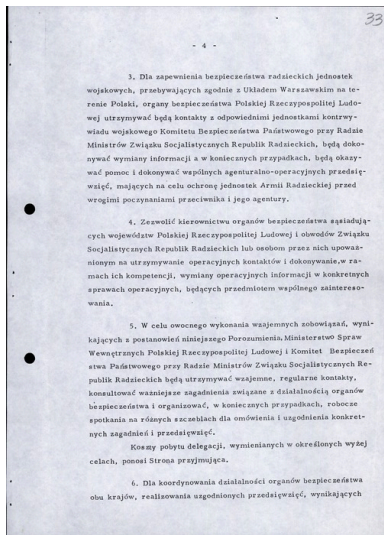 33
- 4 -
3. Dla zapewnienia bezpieczeństwa radzieckich jednostek
wojskowych, przebywających zgodnie z Układem Warszawskim na te-
renie Polski, organy bezpieczeństwa Polskiej Rzeczypospolitej Ludo-
wej utrzymywać będą kontakty z odpowiednimi jednostkami kontrwy-
wiadu wojskowego Komitetu Bezpieczeństwa Państwowego przy Radzie
Ministrów Związku Socjalistycznych Republik Radzieckich, będą doko-
nywać wymiany informacji a w koniecznych przypadkach, będą okazy-
wać pomoc i dokonywać wspólnych agenturalno-operacyjnych przedsię-
wzięć, mających na celu ochronę jednostek Armii Radzieckiej przed
wrogimi poczynaniami przeciwnika i jego agentury.
4. Zezwolić kierownictwu organów bezpieczeństwa sąsiadują-
cych województw Polskiej Rzeczypospolitej Ludowej i obwodów Związku
Socjalistycznych Republik Radzieckich lub osobom przez nich upoważ-
nionym na utrzymywanie operacyjnych kontaktów i dokonywanie, w ra-
mach ich kompetencji, wymiany operacyjnych informacji w konkretnych
sprawach operacyjnych, będących przedmiotem wspólnego zaintereso-
wania.
5. W celu owocnego wykonania wzajemnych zobowiązań, wyni-
kających z postanowień niniejszego Porozumienia, Ministerstwo Spraw
Wewnętrznych Polskiej Rzeczypospolitej Ludowej i Komitet Bezpieczeń
stwa Państwowego przy Radzie Ministrów Związku Socjalistycznych Re-
publik Radzieckich będą utrzymywać wzajemne, regularne kontakty,
konsultować ważniejsze zagadnienia związane z działalnością organów
bezpieczeństwa i organizować, w koniecznych przypadkach, robocze
spotkania na różnych szczeblach dla omówienia i uzgodnienia konkret-
nych zagadnień i przedsięwzięć.
Koszty pobytu delegacji, wymienionych w określonych wyżej
celach, ponosi Strona przyjmująca.
6. Dla koordynowania działalności organów bezpieczeństwa
obu krajów, realizowania uzgodnionych przedsięwzięć, wynikających